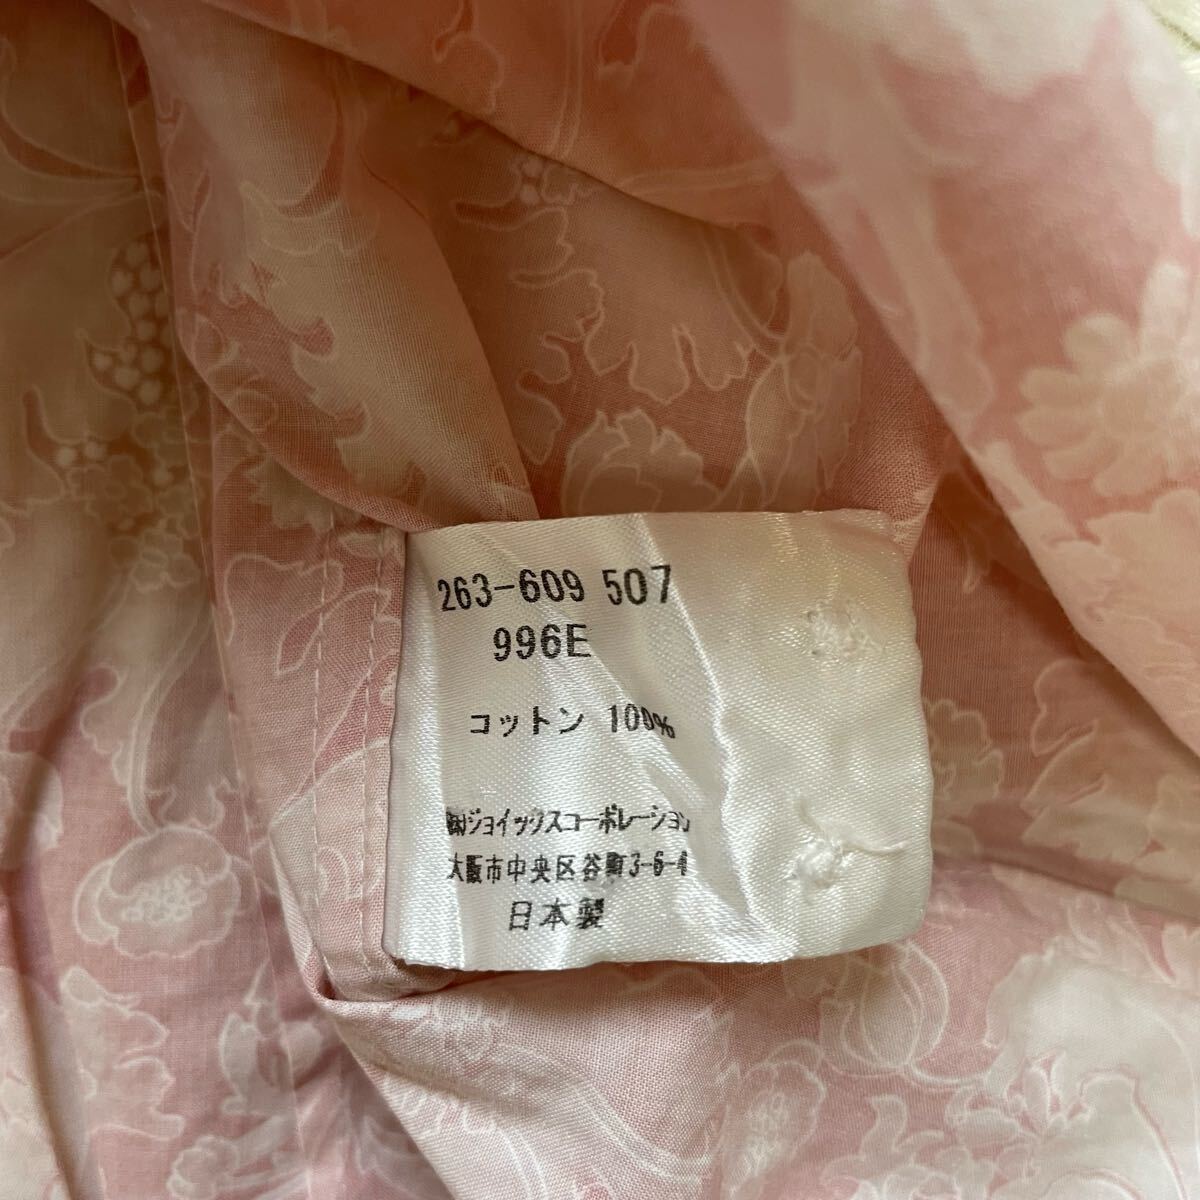 263-609 507
996E
コットン 100%
㈱ジョイックスコーポレーション
大阪市中央区谷町3-6-4
日本製